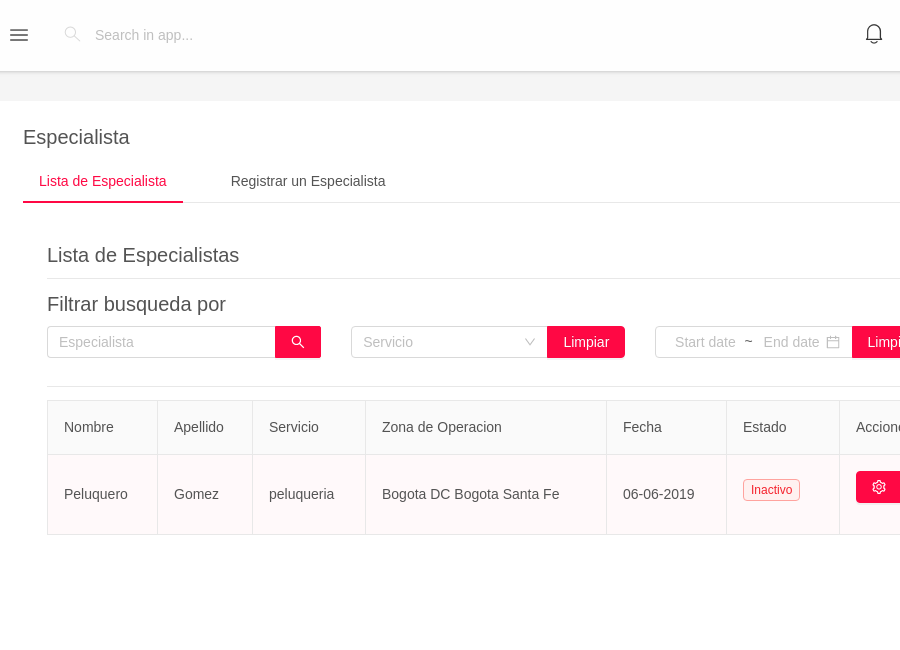 Search in app...
Especialista
Lista de Especialista Registrar un Especialista
Lista de Especialistas
Filtrar busqueda por
Especialista Servicio Limpiar Start date ~ End date Limpi
Nombre Apellido Servicio Zona de Operacion Fecha Estado Accione
Peluquero Gomez peluqueria Bogota DC Bogota Santa Fe 06-06-2019 Inactivo